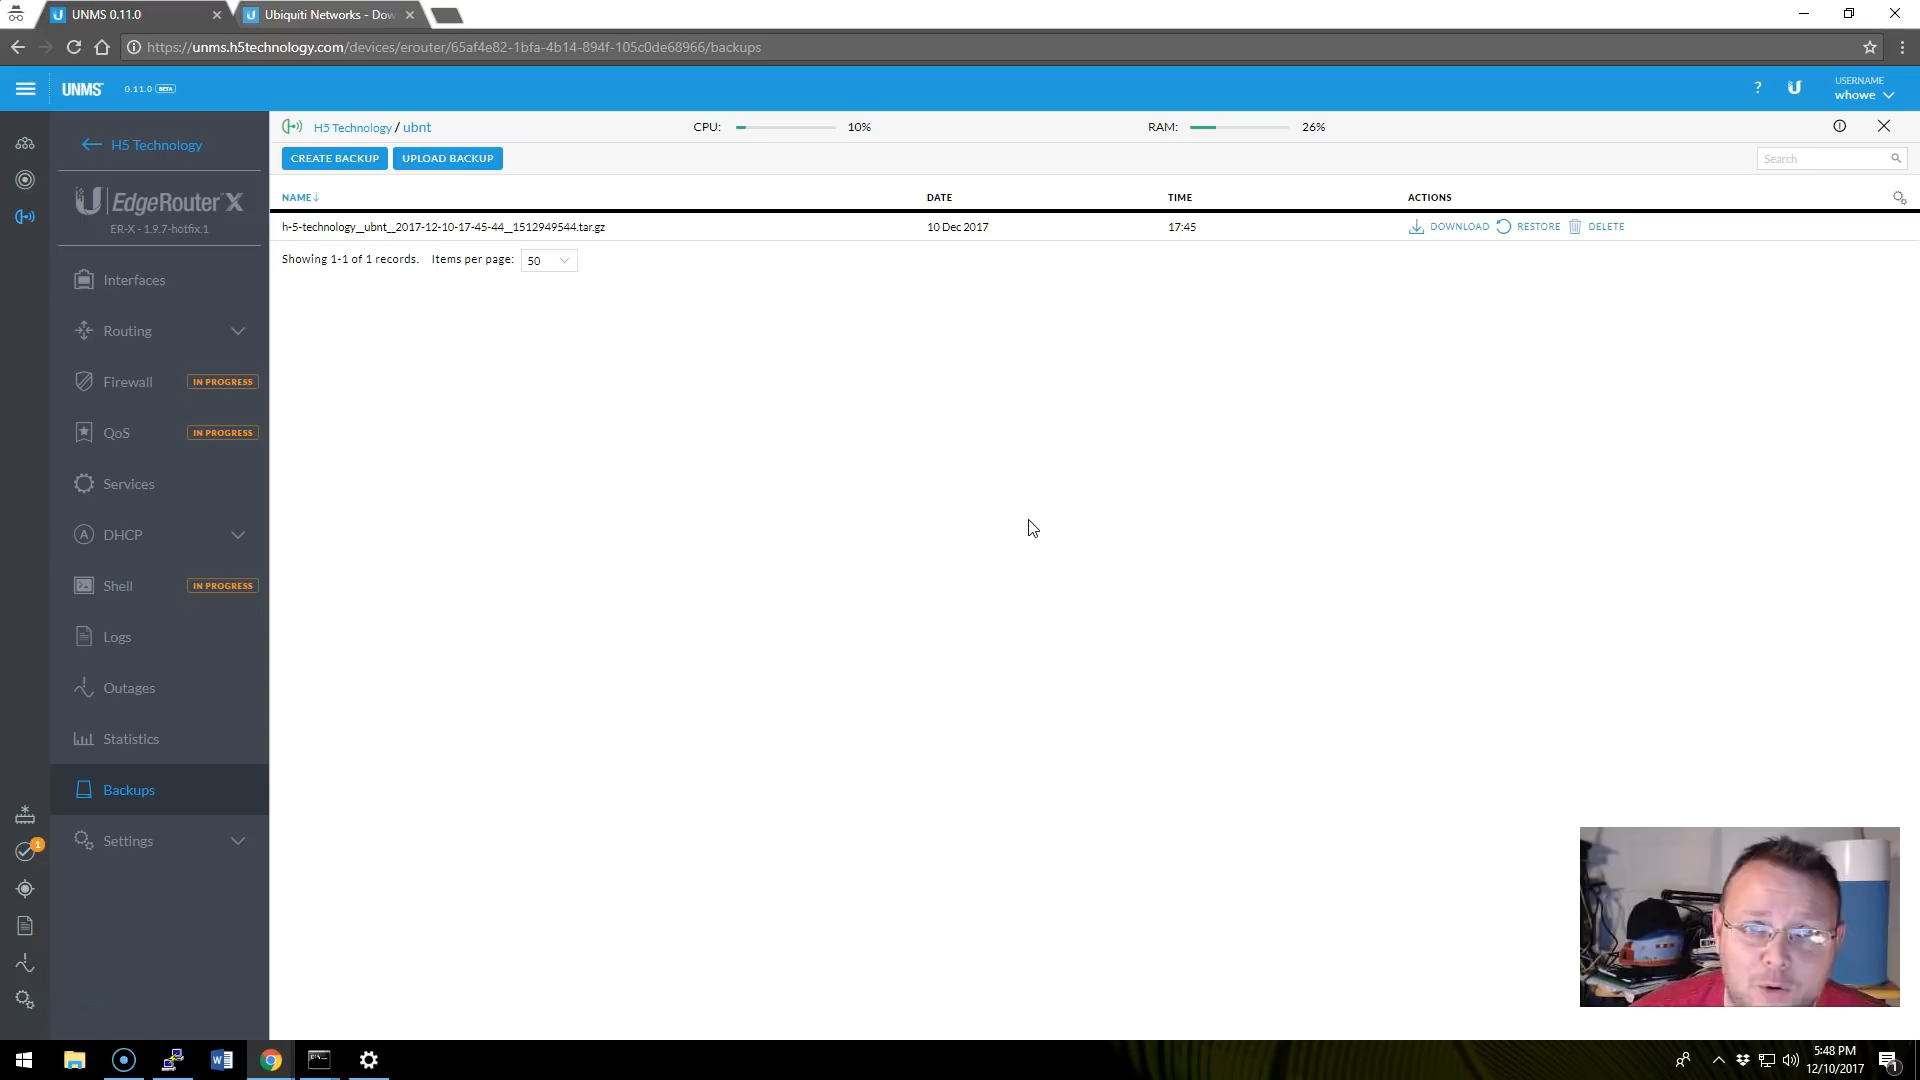 UNMS 0.11.0
Ubiquiti Networks - Dow
https://unms.h5technology.com/devices/erouter/65af4e82-1bfa-4b14-894f-105c0de68966/backups
UNMS 0.11.0 BETA
? USERNAME
whowe
H5 Technology
EdgeRouter X
ER-X - 1.9.7-hotfix.1
Interfaces
Routing
Firewall IN PROGRESS
QoS IN PROGRESS
Services
DHCP
Shell IN PROGRESS
Logs
Outages
Statistics
Backups
Settings
1
H5 Technology / ubnt CPU: 10% RAM: 26%
CREATE BACKUP UPLOAD BACKUP Search
NAME DATE TIME ACTIONS
h-5-technology__ubnt__2017-12-10-17-45-44__1512949544.tar.gz 10 Dec 2017 17:45 DOWNLOAD RESTORE DELETE
Showing 1-1 of 1 records. Items per page: 50
5:48 PM
12/10/2017
1